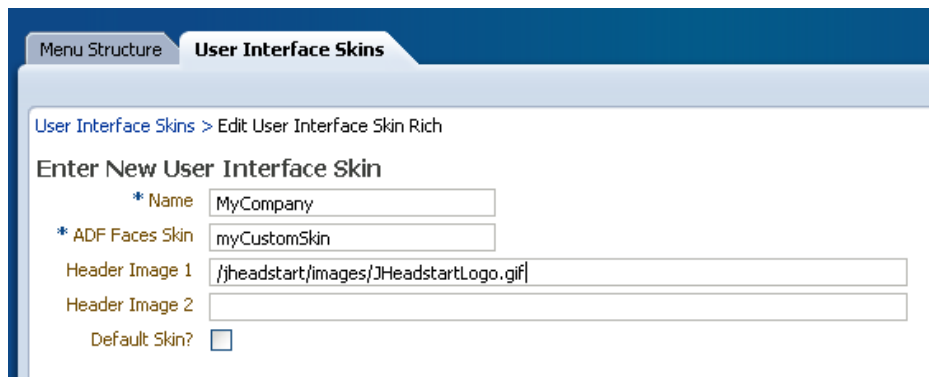 Menu Structure User Interface Skins
User Interface Skins > Edit User Interface Skin Rich
Enter New User Interface Skin
* Name MyCompany
* ADF Faces Skin myCustomSkin
Header Image 1 /jheadstart/images/JHeadstartLogo.gif
Header Image 2
Default Skin?